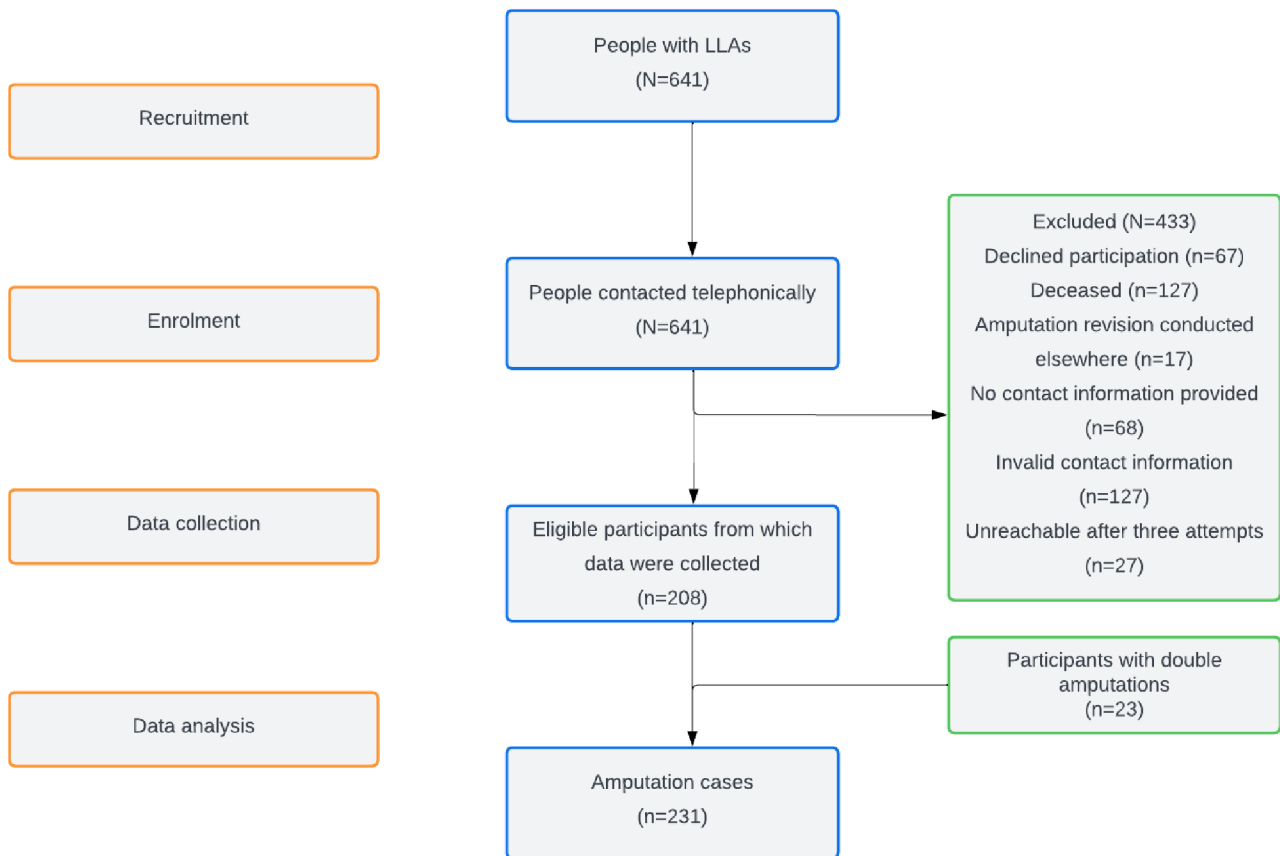 People with LLAs
(N=641)
Recruitment
Excluded (N=433)
Declined participation (n=67)
Deceased (n=127)
Amputation revision conducted
elsewhere (n=17)
No contact information provided
(n=68)
Invalid contact information
(n=127)
Unreachable after three attempts
(n=27)
People contacted telephonically
(N=641)
Enrolment
Data collection
Eligible participants from which
data were collected
(n=208)
Participants with double
amputations
(n=23)
Data analysis
Amputation cases
(n=231)